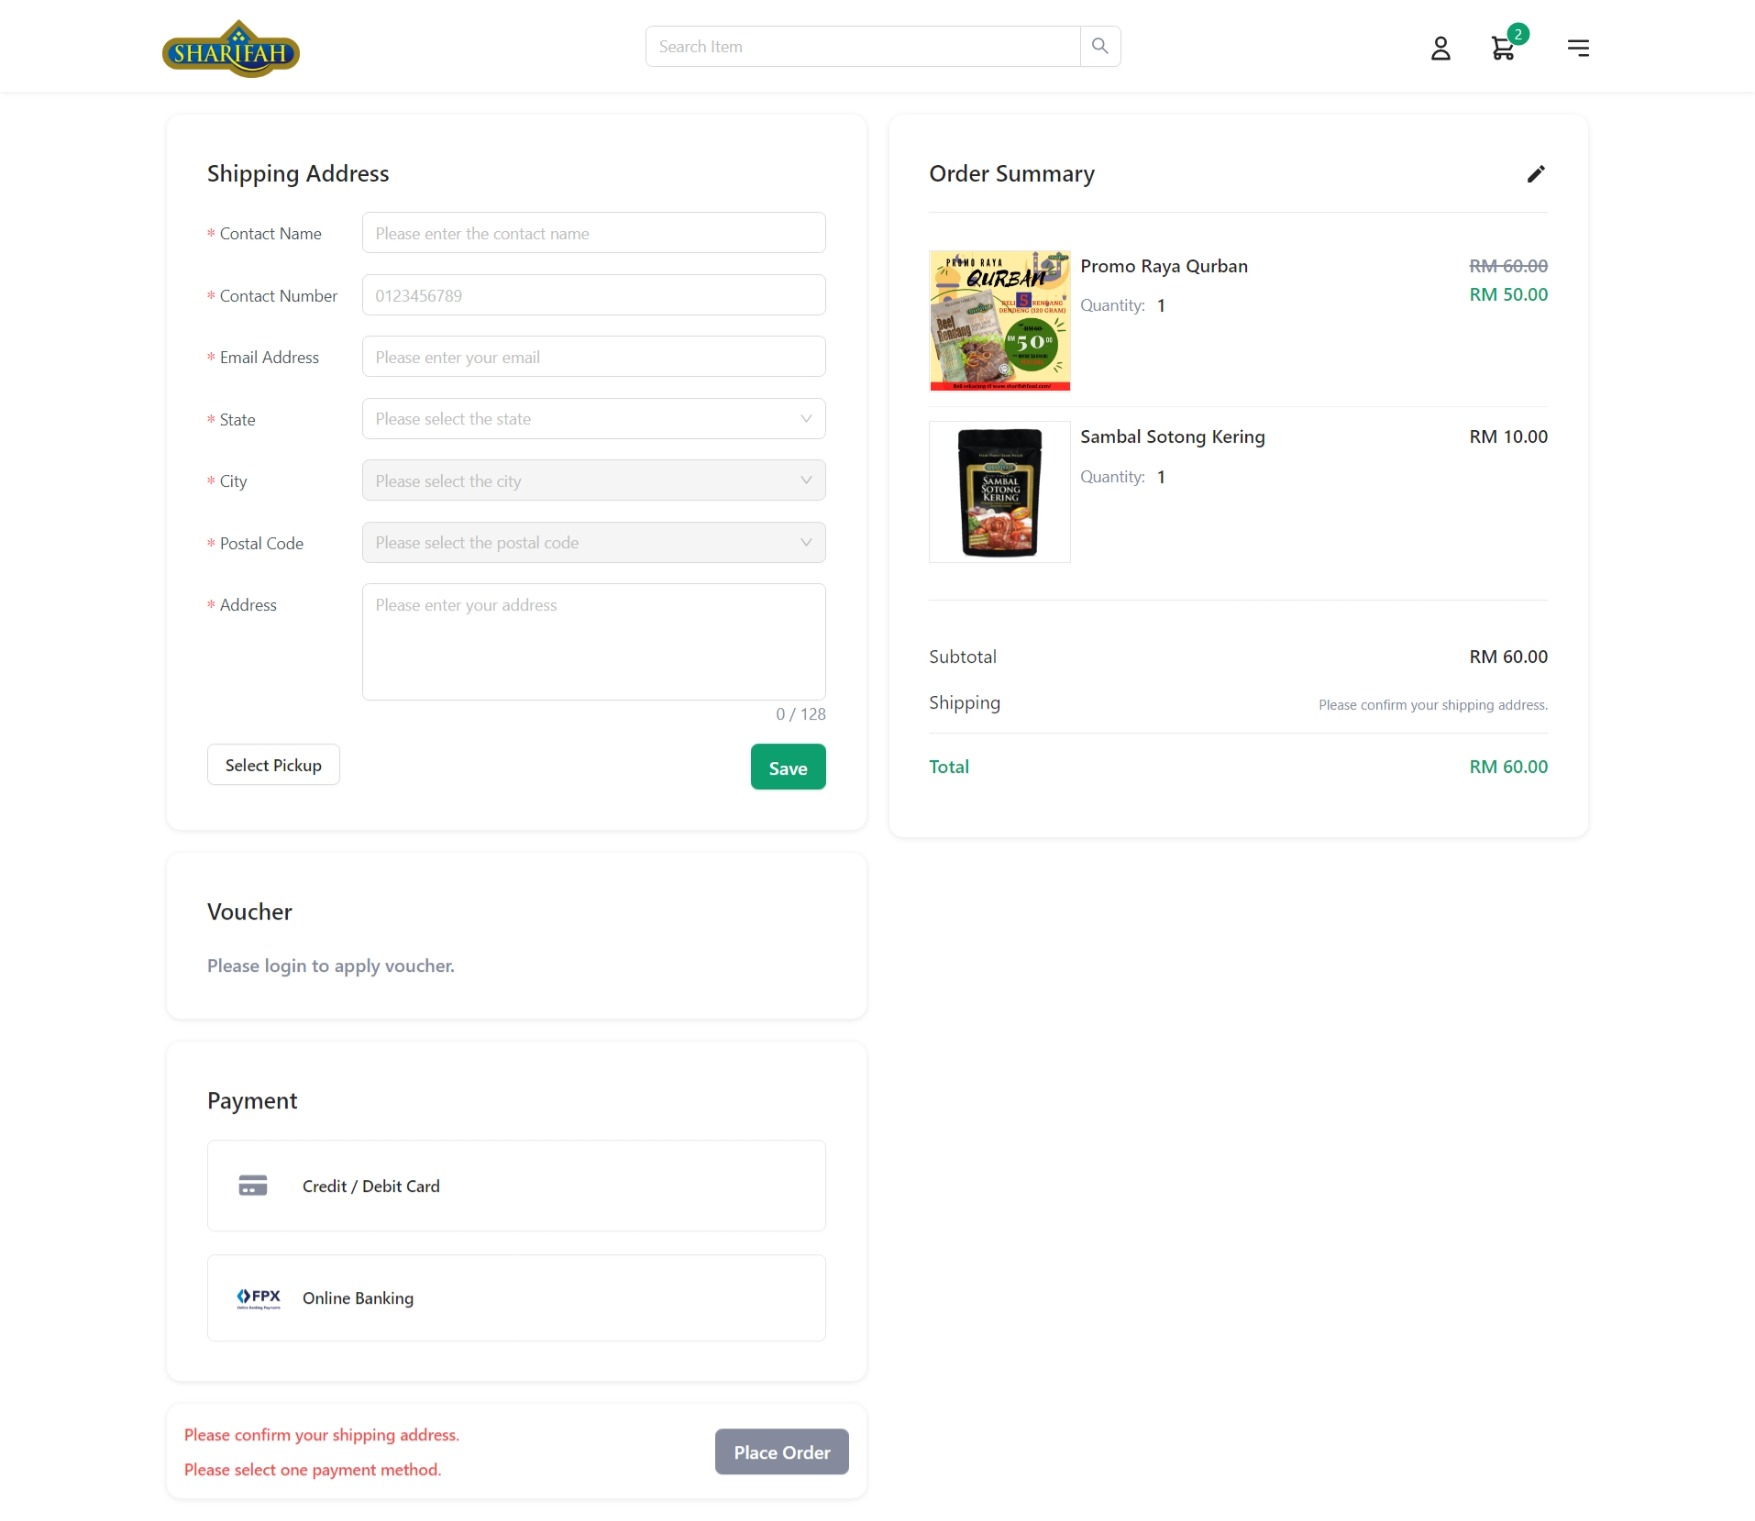 SHARIFAH
Search Item
2
Shipping Address
* Contact Name
Please enter the contact name
* Contact Number
0123456789
* Email Address
Please enter your email
* State
Please select the state
* City
Please select the city
* Postal Code
Please select the postal code
* Address
Please enter your address
0 / 128
Select Pickup
Save
Voucher
Please login to apply voucher.
Payment
Credit / Debit Card
FPX
Online Banking
Please confirm your shipping address.
Please select one payment method.
Place Order
Order Summary
PROMO RAYA
QURBAN
Beef
Rendang
RM 50.00
Promo Raya Qurban
RM 60.00
Quantity: 1
RM 50.00
SAMBAL
SOTONG
KERING
Sambal Sotong Kering
RM 10.00
Quantity: 1
Subtotal
RM 60.00
Shipping
Please confirm your shipping address.
Total
RM 60.00